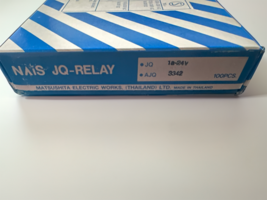 NAiS JQ-RELAY
• JQ 1a-24V
• AJQ 3342
100PCS
MATSUSHITA ELECTRIC WORKS, (THAILAND) LTD. MADE IN THAILAND